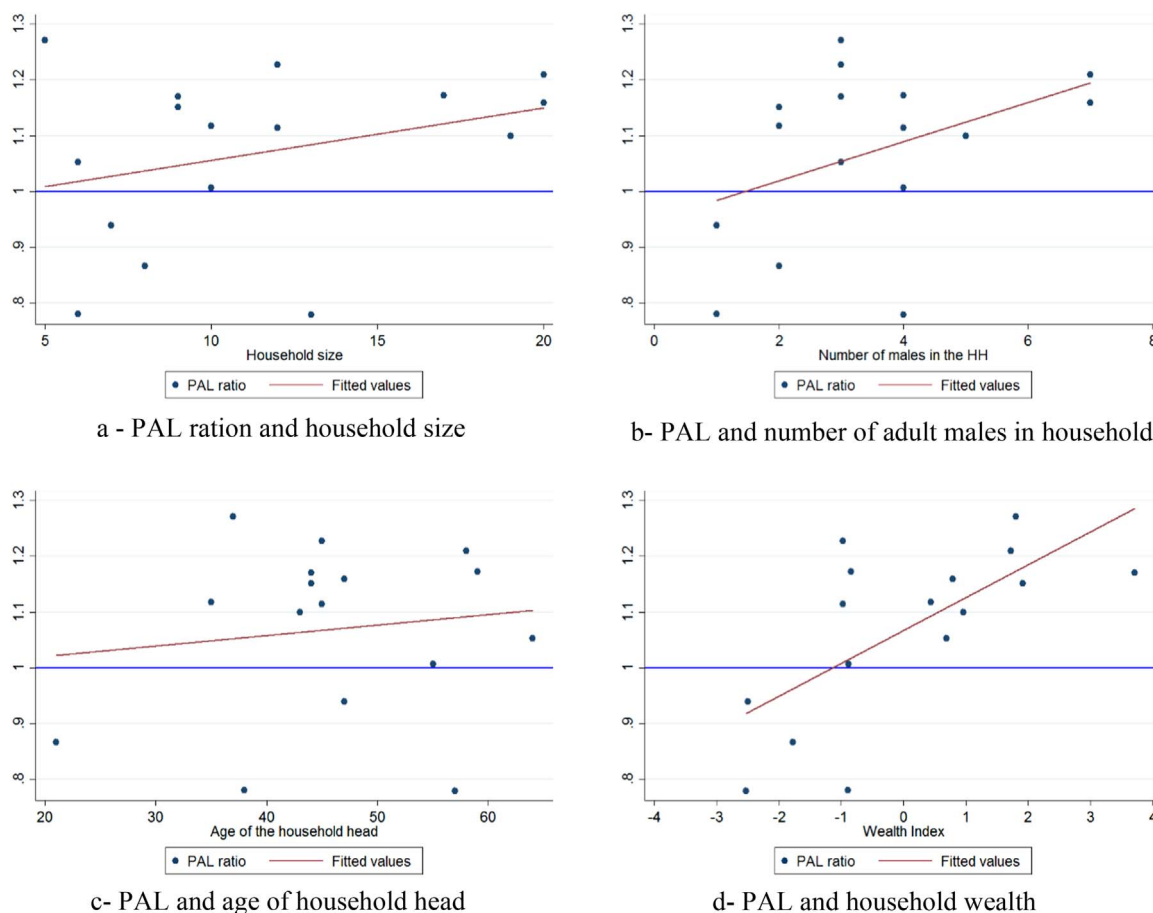 1.3
1.2
1.1
1
.9
.8
5 10 15 20
Household size
PAL ratio Fitted values
a - PAL ration and household size
1.3
1.2
1.1
1
.9
.8
0 2 4 6 8
Number of males in the HH
PAL ratio Fitted values
b- PAL and number of adult males in household
1.3
1.2
1.1
1
.9
.8
20 30 40 50 60
Age of the household head
PAL ratio Fitted values
c- PAL and age of household head
1.3
1.2
1.1
1
.9
.8
-4 -3 -2 -1 0 1 2 3 4
Wealth Index
PAL ratio Fitted values
d- PAL and household wealth